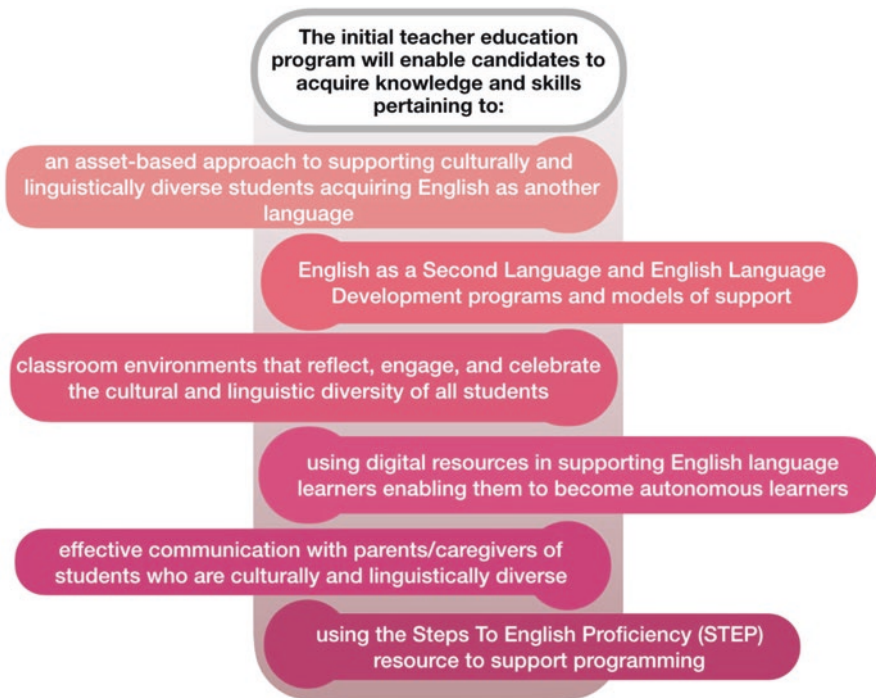 The initial teacher education
program will enable candidates to
acquire knowledge and skills
pertaining to:
an asset-based approach to supporting culturally and
linguistically diverse students acquiring English as another
language
English as a Second Language and English Language
Development programs and models of support
classroom environments that reflect, engage, and celebrate
the cultural and linguistic diversity of all students
using digital resources in supporting English language
learners enabling them to become autonomous learners
effective communication with parents/caregivers of
students who are culturally and linguistically diverse
using the Steps To English Proficiency (STEP)
resource to support programming